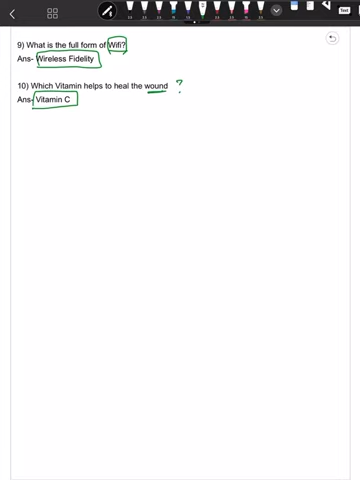 Text
9) What is the full form of Wifi?
Ans- Wireless Fidelity
10) Which Vitamin helps to heal the wound ?
Ans- Vitamin C